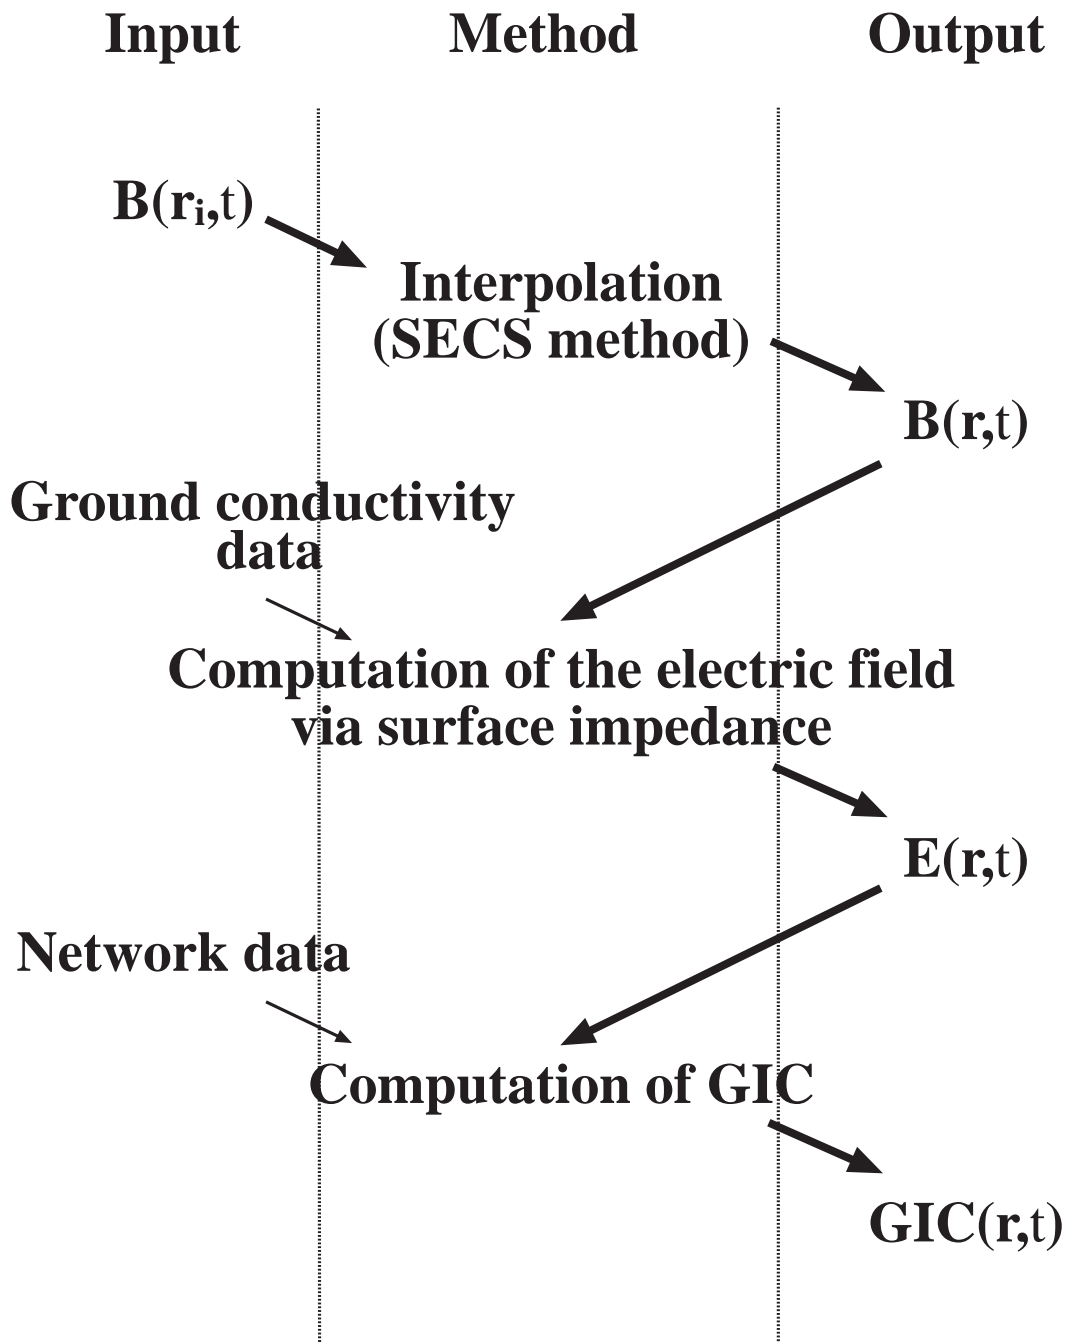 Input Method Output
B(ri,t)
Interpolation
(SECS method)
B(r,t)
Ground conductivity
data
Computation of the electric field
via surface impedance
E(r,t)
Network data
Computation of GIC
GIC(r,t)